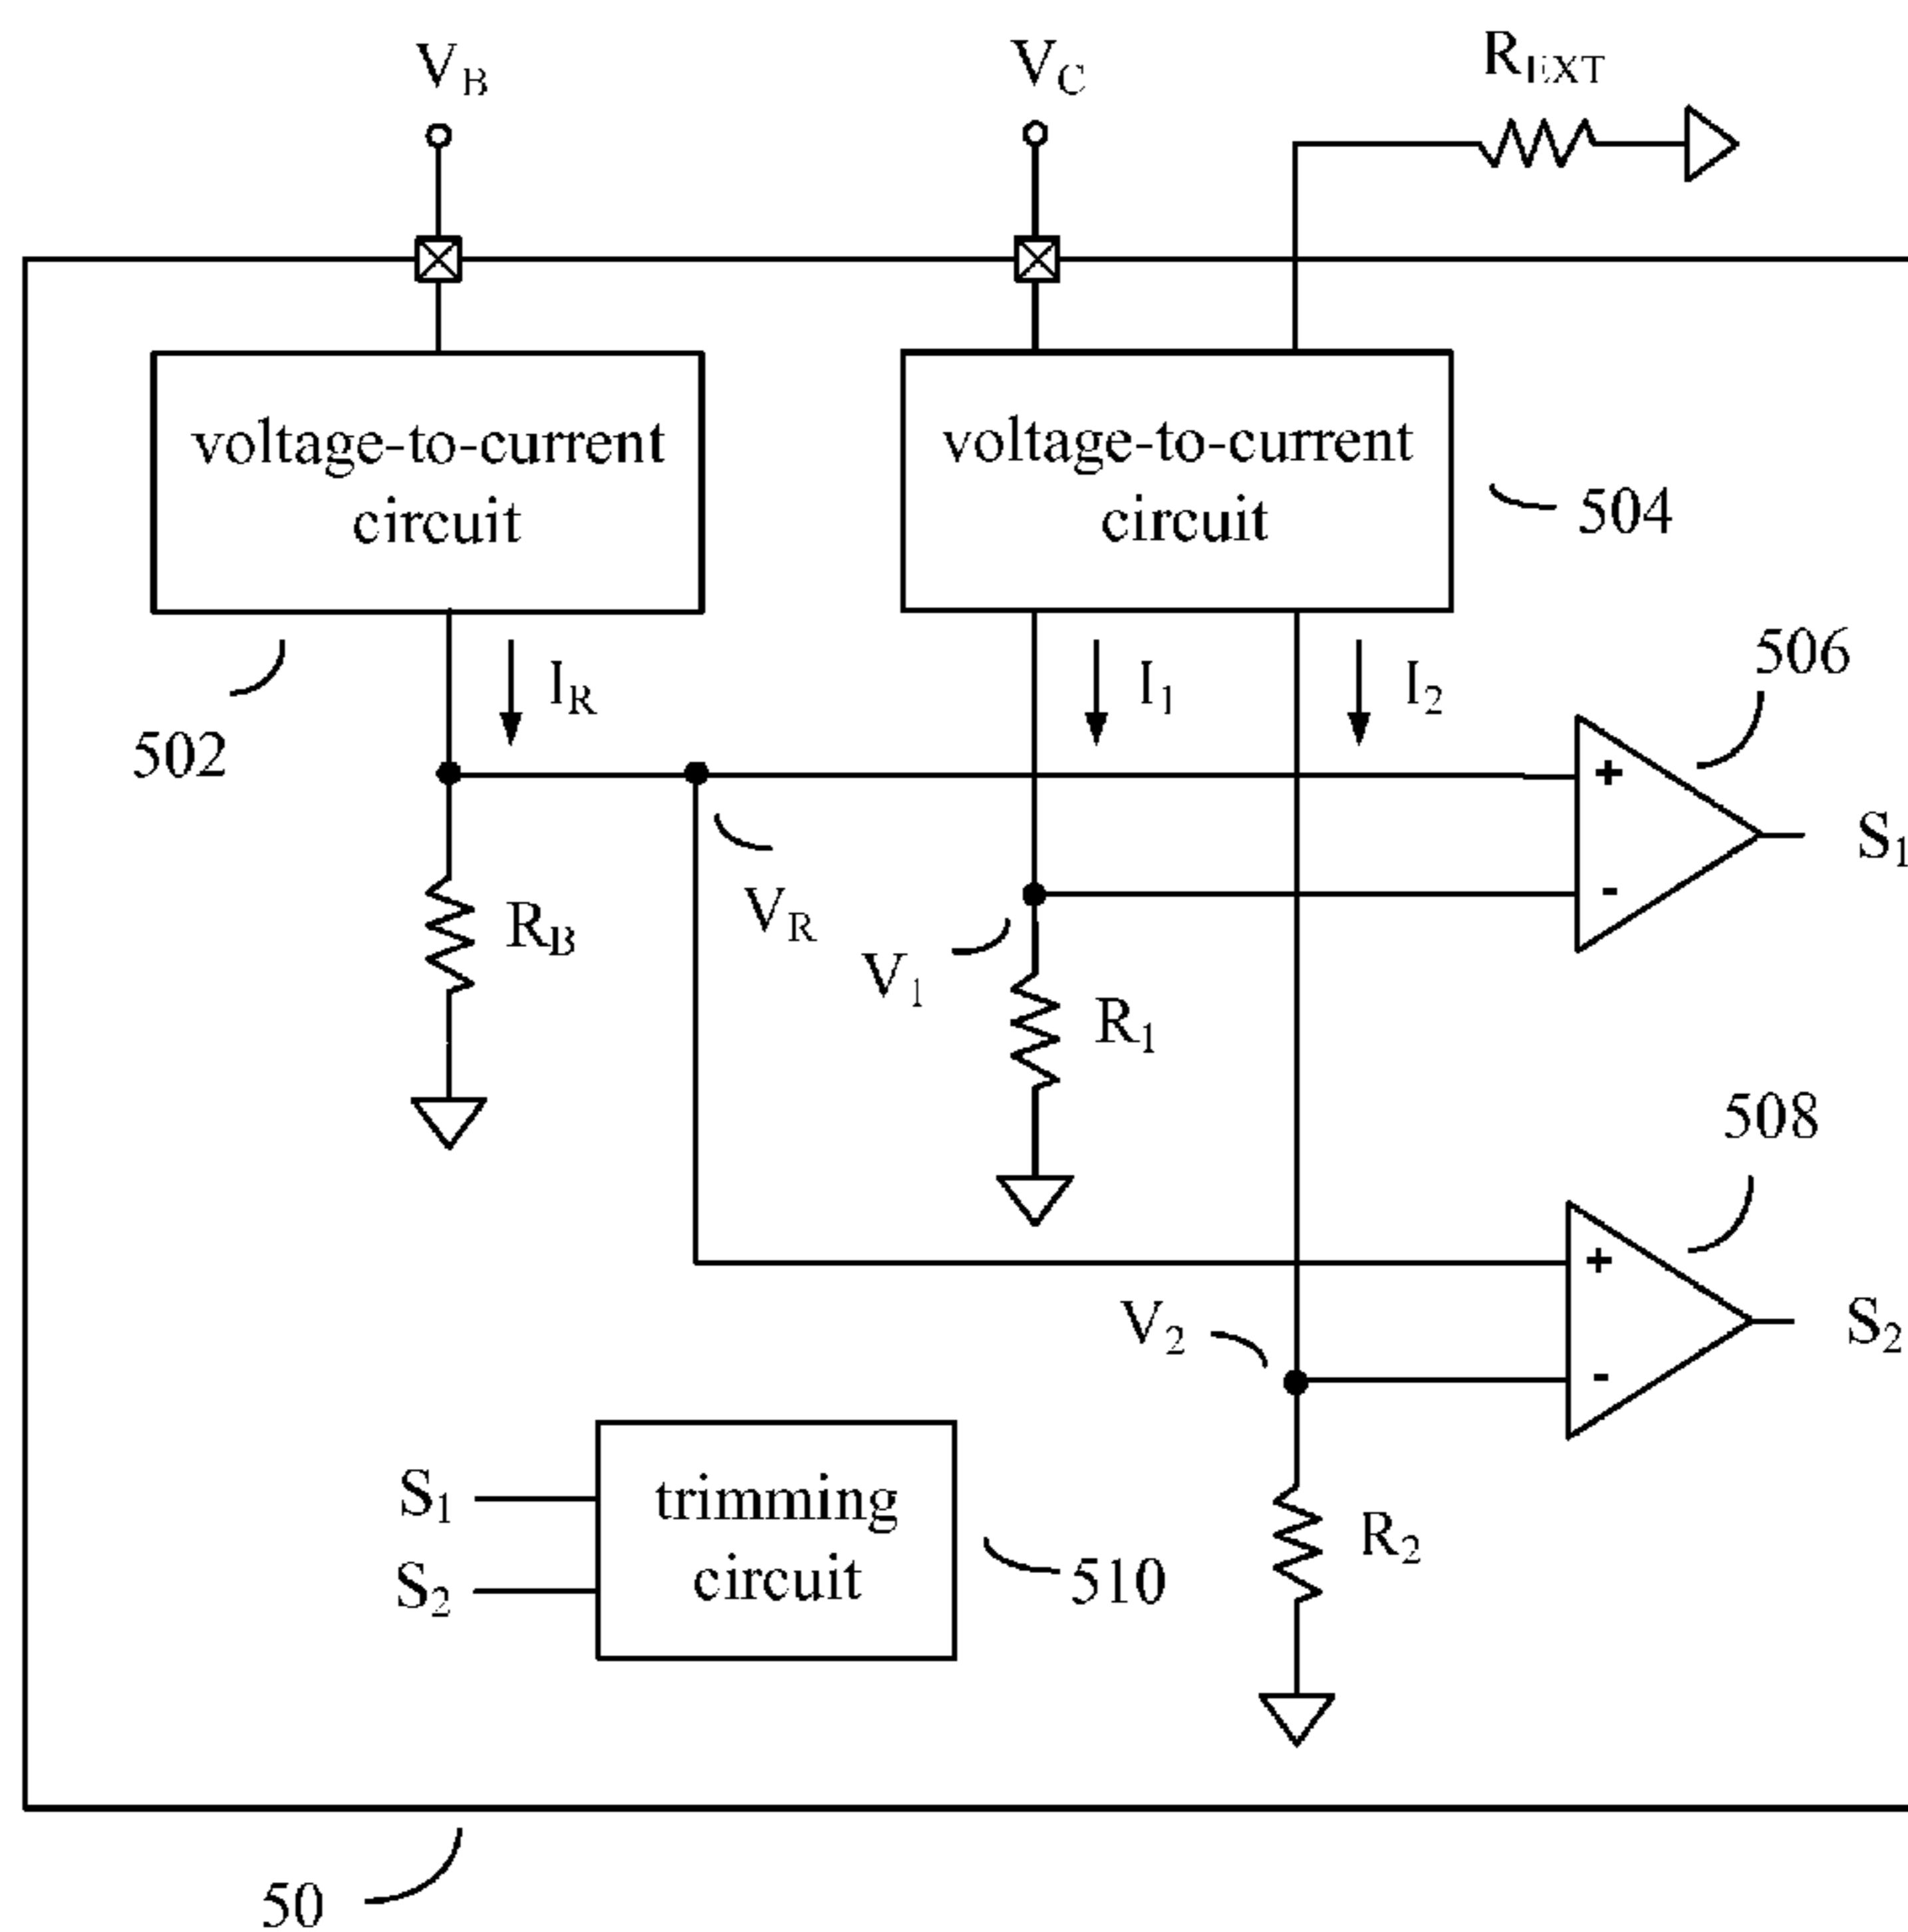 V_B
V_C
R_EXT
voltage-to-current
circuit
voltage-to-current
circuit
504
502
I_R
I_1
I_2
506
+
-
S_1
V_R
R_B
V_1
R_1
508
+
-
S_2
V_2
S_1
S_2
trimming
circuit
510
R_2
50